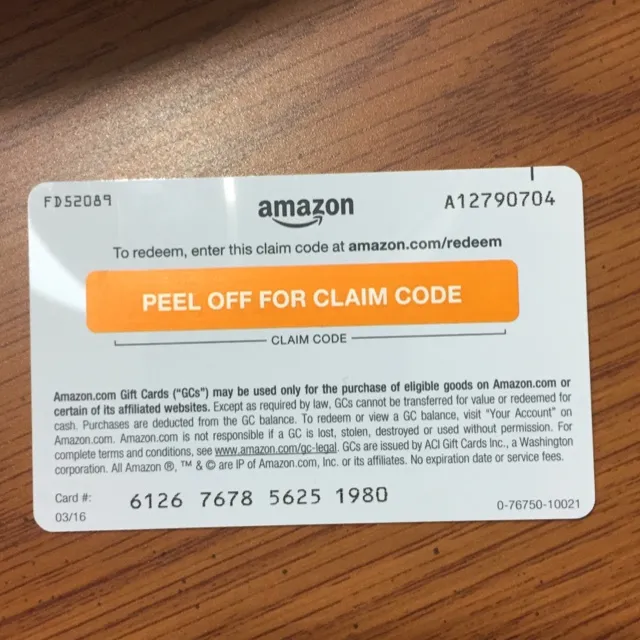 FD52089
amazon
A12790704
To redeem, enter this claim code at amazon.com/redeem
PEEL OFF FOR CLAIM CODE
CLAIM CODE
Amazon.com Gift Cards ("GCs") may be used only for the purchase of eligible goods on Amazon.com or
certain of its affiliated websites. Except as required by law, GCs cannot be transferred for value or redeemed for
cash. Purchases are deducted from the GC balance. To redeem or view a GC balance, visit "Your Account" on
Amazon.com. Amazon.com is not responsible if a GC is lost, stolen, destroyed or used without permission. For
complete terms and conditions, see www.amazon.com/gc-legal. GCs are issued by ACI Gift Cards Inc., a Washington
corporation. All Amazon ®, ™ & © are IP of Amazon.com, Inc. or its affiliates. No expiration date or service fees.
Card #: 6126 7678 5625 1980
03/16
0-76750-10021